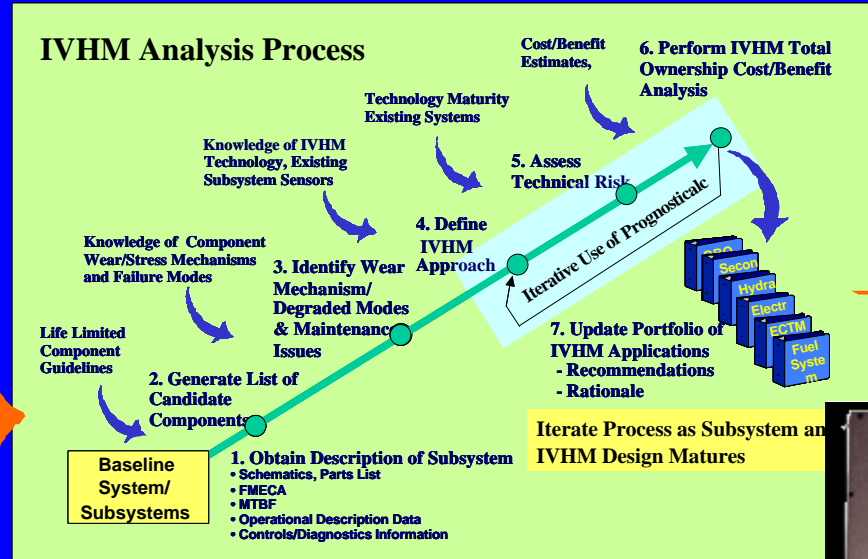 IVHM Analysis Process
Cost/Benefit
Estimates,
6. Perform IVHM Total
Ownership Cost/Benefit
Analysis
Technology Maturity
Existing Systems
Knowledge of IVHM
Technology, Existing
Subsystem Sensors
5. Assess
Technical Risk
4. Define
IVHM
Approach
Iterative Use of Prognosticalc
Knowledge of Component
Wear/Stress Mechanisms
and Failure Modes
3. Identify Wear
Mechanism/
Degraded Modes
& Maintenance
Issues
Life Limited
Component
Guidelines
2. Generate List of
Candidate
Components
Secon
Hydra
Electr
ECTM
Fuel
Syste
m
7. Update Portfolio of
IVHM Applications
- Recommendations
- Rationale
Iterate Process as Subsystem an
IVHM Design Matures
Baseline
System/
Subsystems
1. Obtain Description of Subsystem
• Schematics, Parts List
• FMECA
• MTBF
• Operational Description Data
• Controls/Diagnostics Information